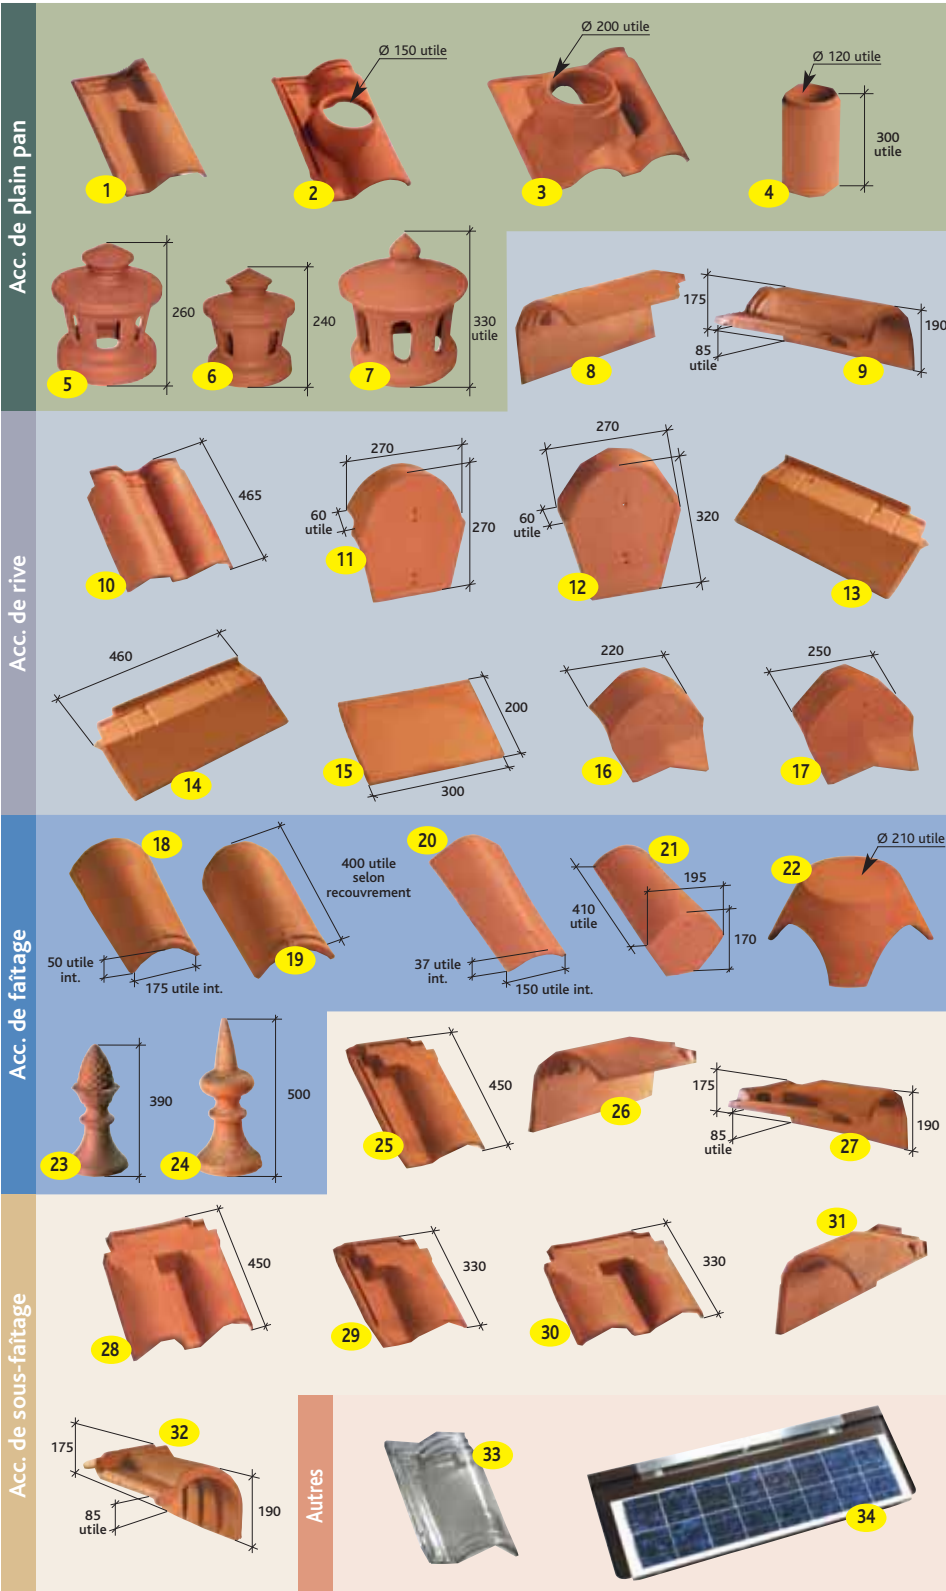 Acc. de plain pan
Ø 150 utile
Ø 200 utile
Ø 120 utile
300
utile
1
2
3
4
260
240
330
utile
5
6
7
175
190
85
utile
8
9
Acc. de rive
465
270
60
utile
270
270
60
utile
320
10
11
12
13
460
200
300
220
250
14
15
16
17
Acc. de faîtage
18
400 utile
selon
recouvrement
50 utile
int.
175 utile int.
19
20
37 utile
int.
150 utile int.
21
195
410
utile
170
22
Ø 210 utile
390
500
23
24
450
25
26
175
190
85
utile
27
Acc. de sous-faîtage
450
28
330
29
330
30
31
175
32
190
85
utile
Autres
33
34